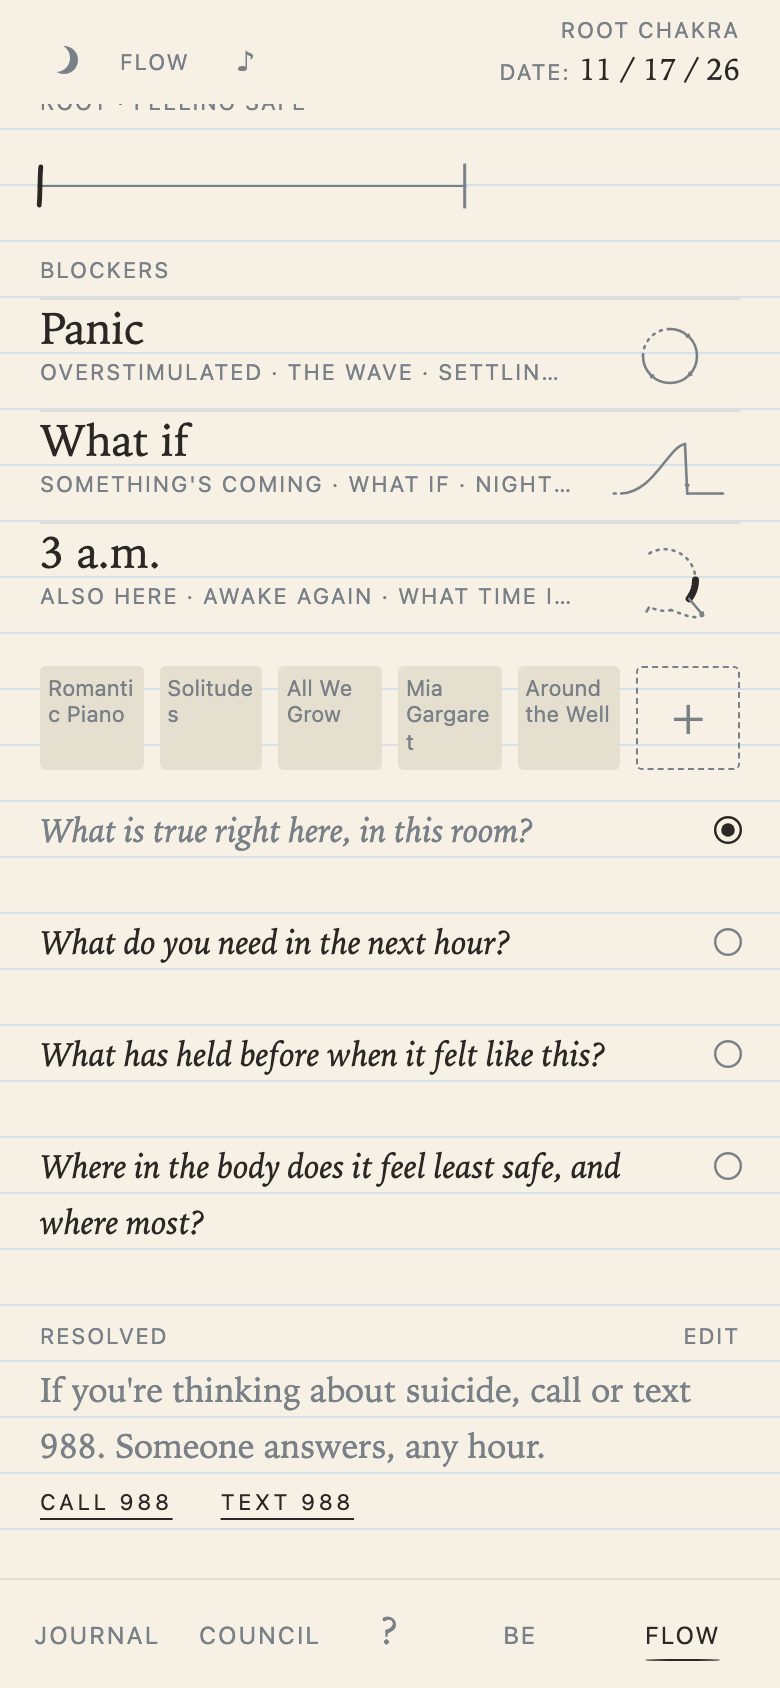 ROOT CHAKRA
FLOW
DATE: 11 / 17 / 26
ROOT · FEELING SAFE
BLOCKERS
Panic
OVERSTIMULATED · THE WAVE · SETTLIN…
What if
SOMETHING'S COMING · WHAT IF · NIGHT…
3 a.m.
ALSO HERE · AWAKE AGAIN · WHAT TIME I…
Romanti
c Piano
Solitude
s
All We
Grow
Mia
Gargare
t
Around
the Well
+
What is true right here, in this room?
What do you need in the next hour?
What has held before when it felt like this?
Where in the body does it feel least safe, and
where most?
RESOLVED
EDIT
If you're thinking about suicide, call or text
988. Someone answers, any hour.
CALL 988
TEXT 988
JOURNAL
COUNCIL
?
BE
FLOW